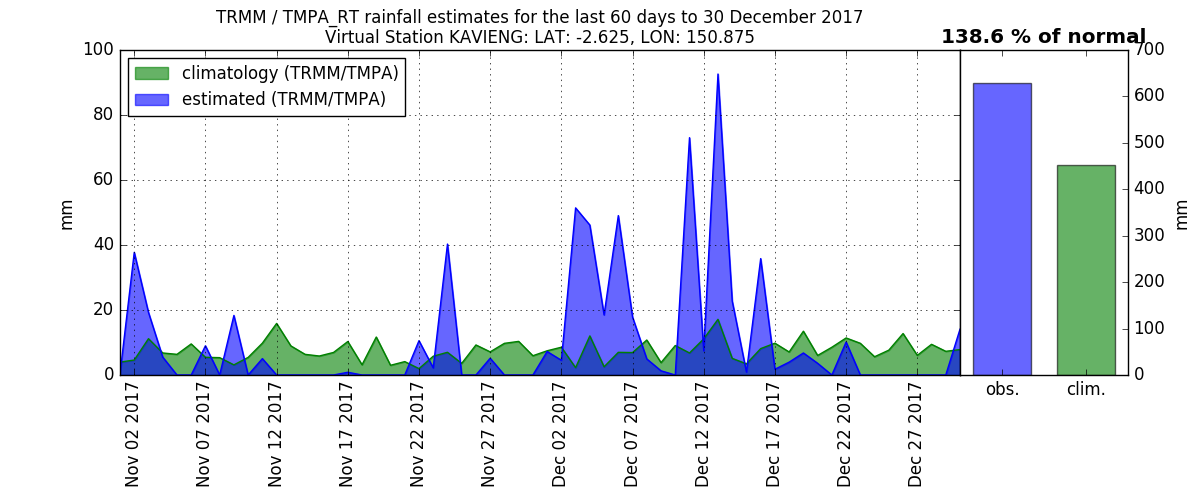 TRMM / TMPA_RT rainfall estimates for the last 60 days to 30 December 2017
Virtual Station KAVIENG: LAT: -2.625, LON: 150.875
138.6 % of normal
climatology (TRMM/TMPA)
estimated (TRMM/TMPA)
100
80
60
40
20
0
mm
Nov 02 2017
Nov 07 2017
Nov 12 2017
Nov 17 2017
Nov 22 2017
Nov 27 2017
Dec 02 2017
Dec 07 2017
Dec 12 2017
Dec 17 2017
Dec 22 2017
Dec 27 2017
obs.
clim.
700
600
500
400
300
200
100
0
mm